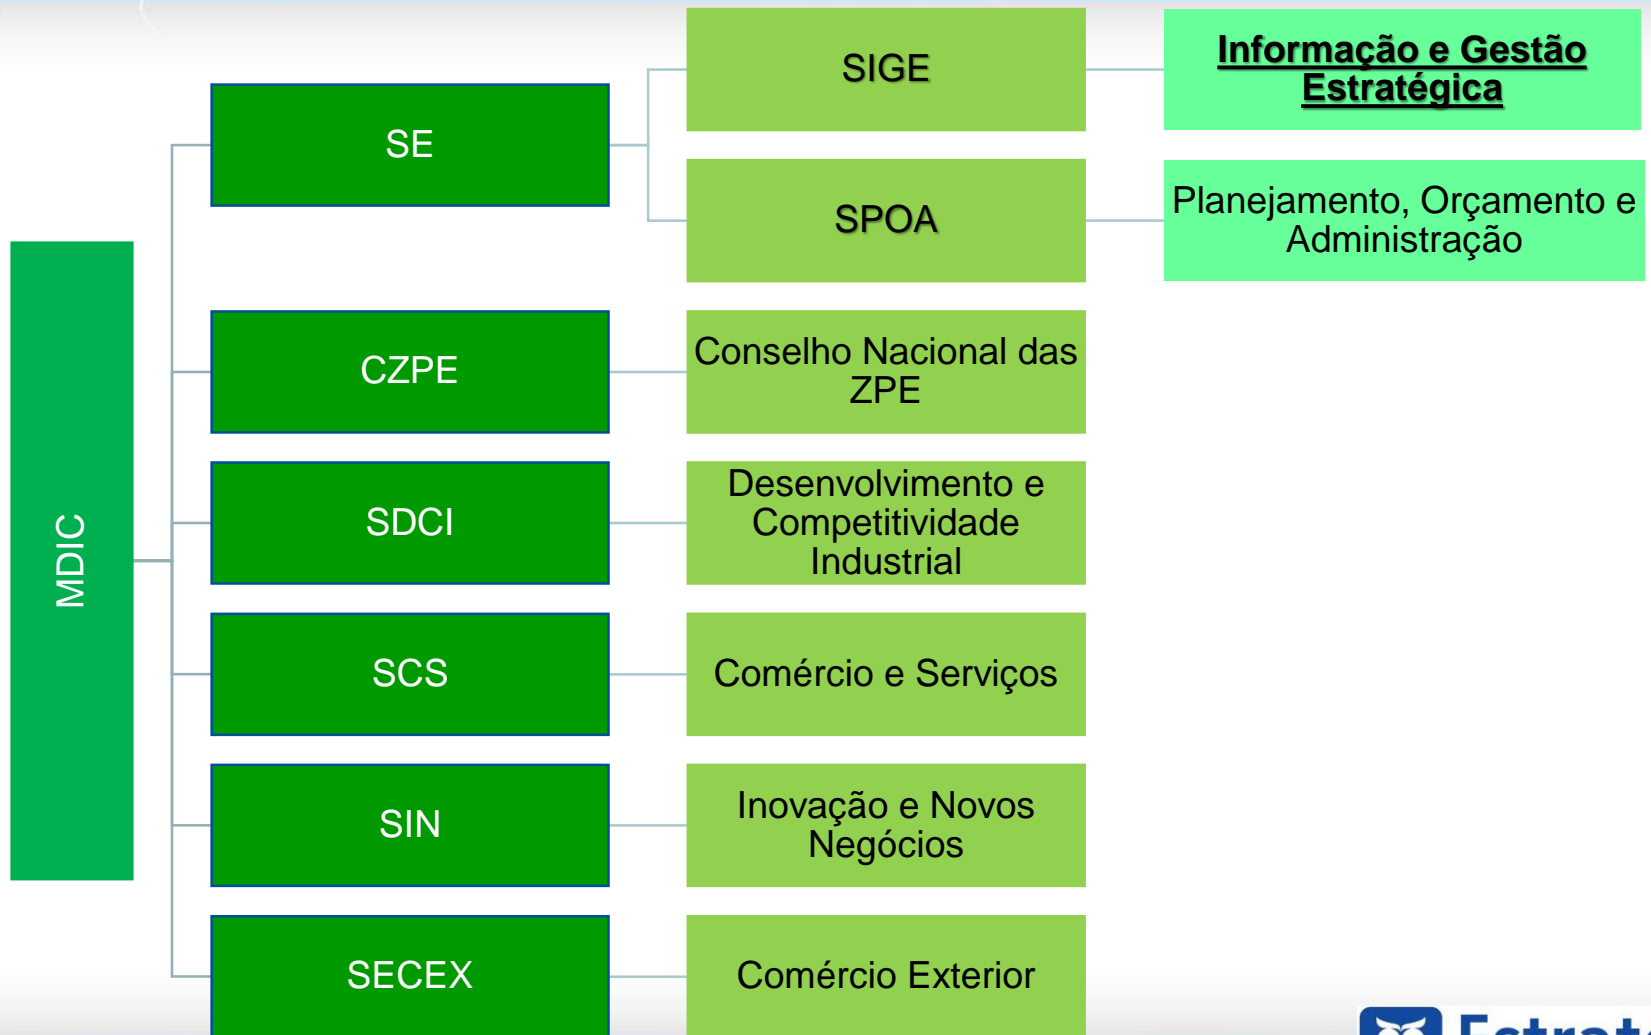 MDIC
SE
SIGE
Informação e Gestão
Estratégica
SPOA
Planejamento, Orçamento e
Administração
CZPE
Conselho Nacional das
ZPE
SDCI
Desenvolvimento e
Competitividade
Industrial
SCS
Comércio e Serviços
SIN
Inovação e Novos
Negócios
SECEX
Comércio Exterior